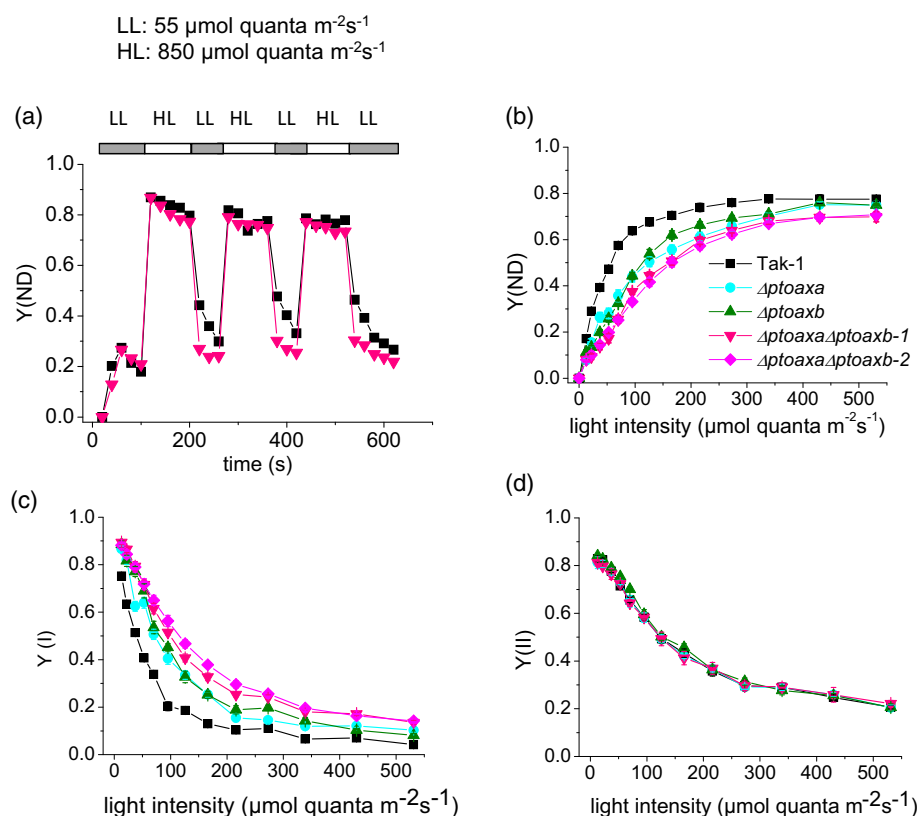 LL: 55 µmol quanta m⁻²s⁻¹
HL: 850 µmol quanta m⁻²s⁻¹
(a)
LL HL LL HL LL HL LL
1.0
0.8
0.6
0.4
0.2
0.0
Y(ND)
0 200 400 600
time (s)
(b)
1.0
0.8
0.6
0.4
0.2
0.0
Y(ND)
Tak-1
Δptoaxa
Δptoaxb
ΔptoaxaΔptoaxb-1
ΔptoaxaΔptoaxb-2
0 100 200 300 400 500
light intensity (µmol quanta m⁻²s⁻¹)
(c)
1.0
0.8
0.6
0.4
0.2
0.0
Y (I)
0 100 200 300 400 500
light intensity (µmol quanta m⁻²s⁻¹)
(d)
1.0
0.8
0.6
0.4
0.2
0.0
Y(II)
0 100 200 300 400 500
light intensity (µmol quanta m⁻²s⁻¹)